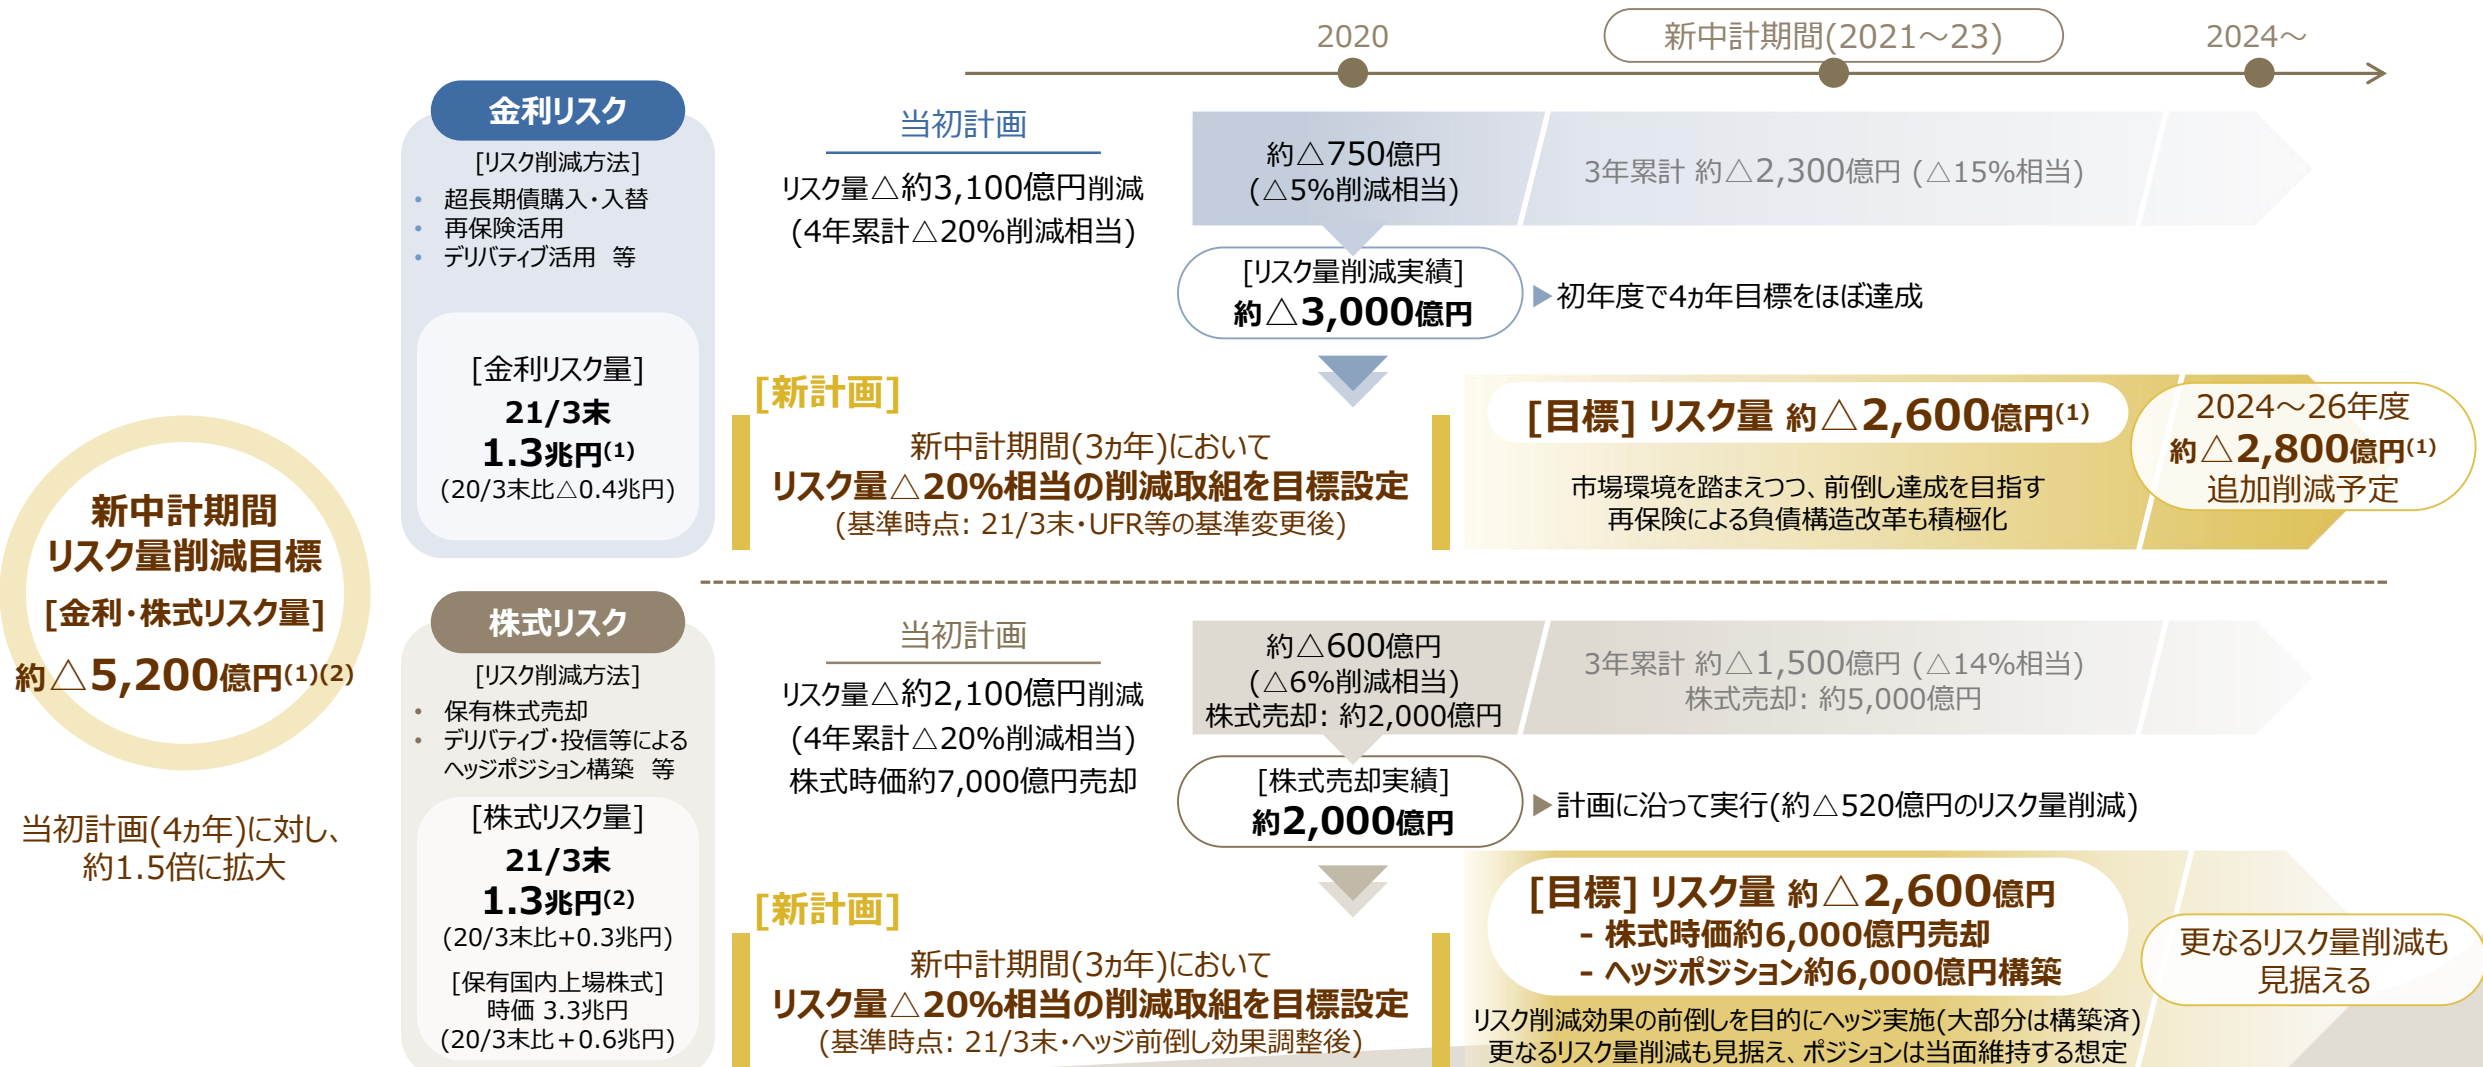 2020
新中計期間(2021～23)
2024～
新中計期間
リスク量削減目標
[金利・株式リスク量]
約△5,200億円(1)(2)
当初計画(4ヵ年)に対し、
約1.5倍に拡大
金利リスク
[リスク削減方法]
• 超長期債購入・入替
• 再保険活用
• デリバティブ活用 等
[金利リスク量]
21/3末
1.3兆円(1)
(20/3末比△0.4兆円)
当初計画
リスク量△約3,100億円削減
(4年累計△20%削減相当)
約△750億円
(△5%削減相当)
3年累計 約△2,300億円 (△15%相当)
[リスク量削減実績]
約△3,000億円
▶初年度で4ヵ年目標をほぼ達成
[新計画]
新中計期間(3ヵ年)において
リスク量△20%相当の削減取組を目標設定
(基準時点: 21/3末・UFR等の基準変更後)
[目標] リスク量 約△2,600億円(1)
市場環境を踏まえつつ、前倒し達成を目指す
再保険による負債構造改革も積極化
2024～26年度
約△2,800億円(1)
追加削減予定
株式リスク
[リスク削減方法]
• 保有株式売却
• デリバティブ・投信等による
ヘッジポジション構築 等
[株式リスク量]
21/3末
1.3兆円(2)
(20/3末比+0.3兆円)
[保有国内上場株式]
時価 3.3兆円
(20/3末比＋0.6兆円)
当初計画
リスク量△約2,100億円削減
(4年累計△20%削減相当)
株式時価約7,000億円売却
約△600億円
(△6%削減相当)
株式売却: 約2,000億円
3年累計 約△1,500億円 (△14%相当)
株式売却: 約5,000億円
[株式売却実績]
約2,000億円
▶計画に沿って実行(約△520億円のリスク量削減)
[新計画]
新中計期間(3ヵ年)において
リスク量△20%相当の削減取組を目標設定
(基準時点: 21/3末・ヘッジ前倒し効果調整後)
[目標] リスク量 約△2,600億円
- 株式時価約6,000億円売却
- ヘッジポジション約6,000億円構築
リスク削減効果の前倒しを目的にヘッジ実施(大部分は構築済)
更なるリスク量削減も見据え、ポジションは当面維持する想定
更なるリスク量削減も
見据える